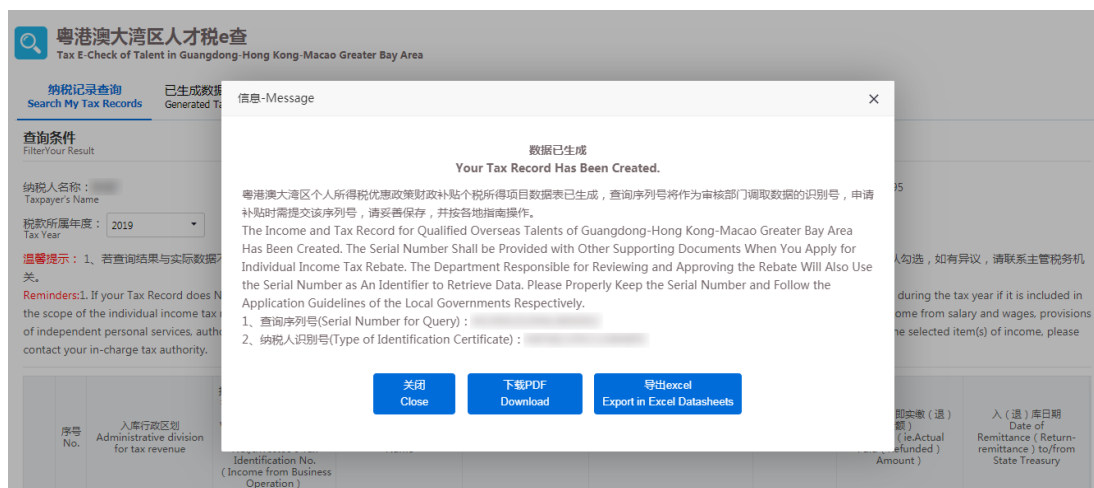 粤港澳大湾区人才税e查
Tax E-Check of Talent in Guangdong-Hong Kong-Macao Greater Bay Area
纳税记录查询
Search My Tax Records
已生成数据
Generated
查询条件
FilterYour Result
纳税人名称：
Taxpayer's Name
95
税款所属年度： 2019
Tax Year
温馨提示：1、若查询结果与实际数据
人勾选，如有异议，请联系主管税务机
关。
Reminders:1. If your Tax Record does
during the tax year if it is included in
the scope of the individual income tax
ome from salary and wages, provisions
of independent personal services,
he selected item(s) of income, please
contact your in-charge tax authority.
信息-Message
数据已生成
Your Tax Record Has Been Created.
粤港澳大湾区个人所得税优惠政策财政补贴个税所得项目数据表已生成，查询序列号将作为审核部门调取数据的识别号，申请
补贴时需提交该序列号，请妥善保存，并按各地指南操作。
The Income and Tax Record for Qualified Overseas Talents of Guangdong-Hong Kong-Macao Greater Bay Area
Has Been Created. The Serial Number Shall be Provided with Other Supporting Documents When You Apply for
Individual Income Tax Rebate. The Department Responsible for Reviewing and Approving the Rebate Will Also Use
the Serial Number as An Identifier to Retrieve Data. Please Properly Keep the Serial Number and Follow the
Application Guidelines of the Local Governments Respectively.
1、查询序列号(Serial Number for Query)：
2、纳税人识别号(Type of Identification Certificate)：
关闭
Close
下载PDF
Download
导出excel
Export in Excel Datasheets
序号
No.
入库行政区划
Administrative division
for tax revenue
Identification No.
( Income from Business
Operation )
即实缴（退）
额）
( ie.Actual
Refunded )
Amount )
入（退）库日期
Date of
Remittance ( Return-
remittance ) to/from
State Treasury